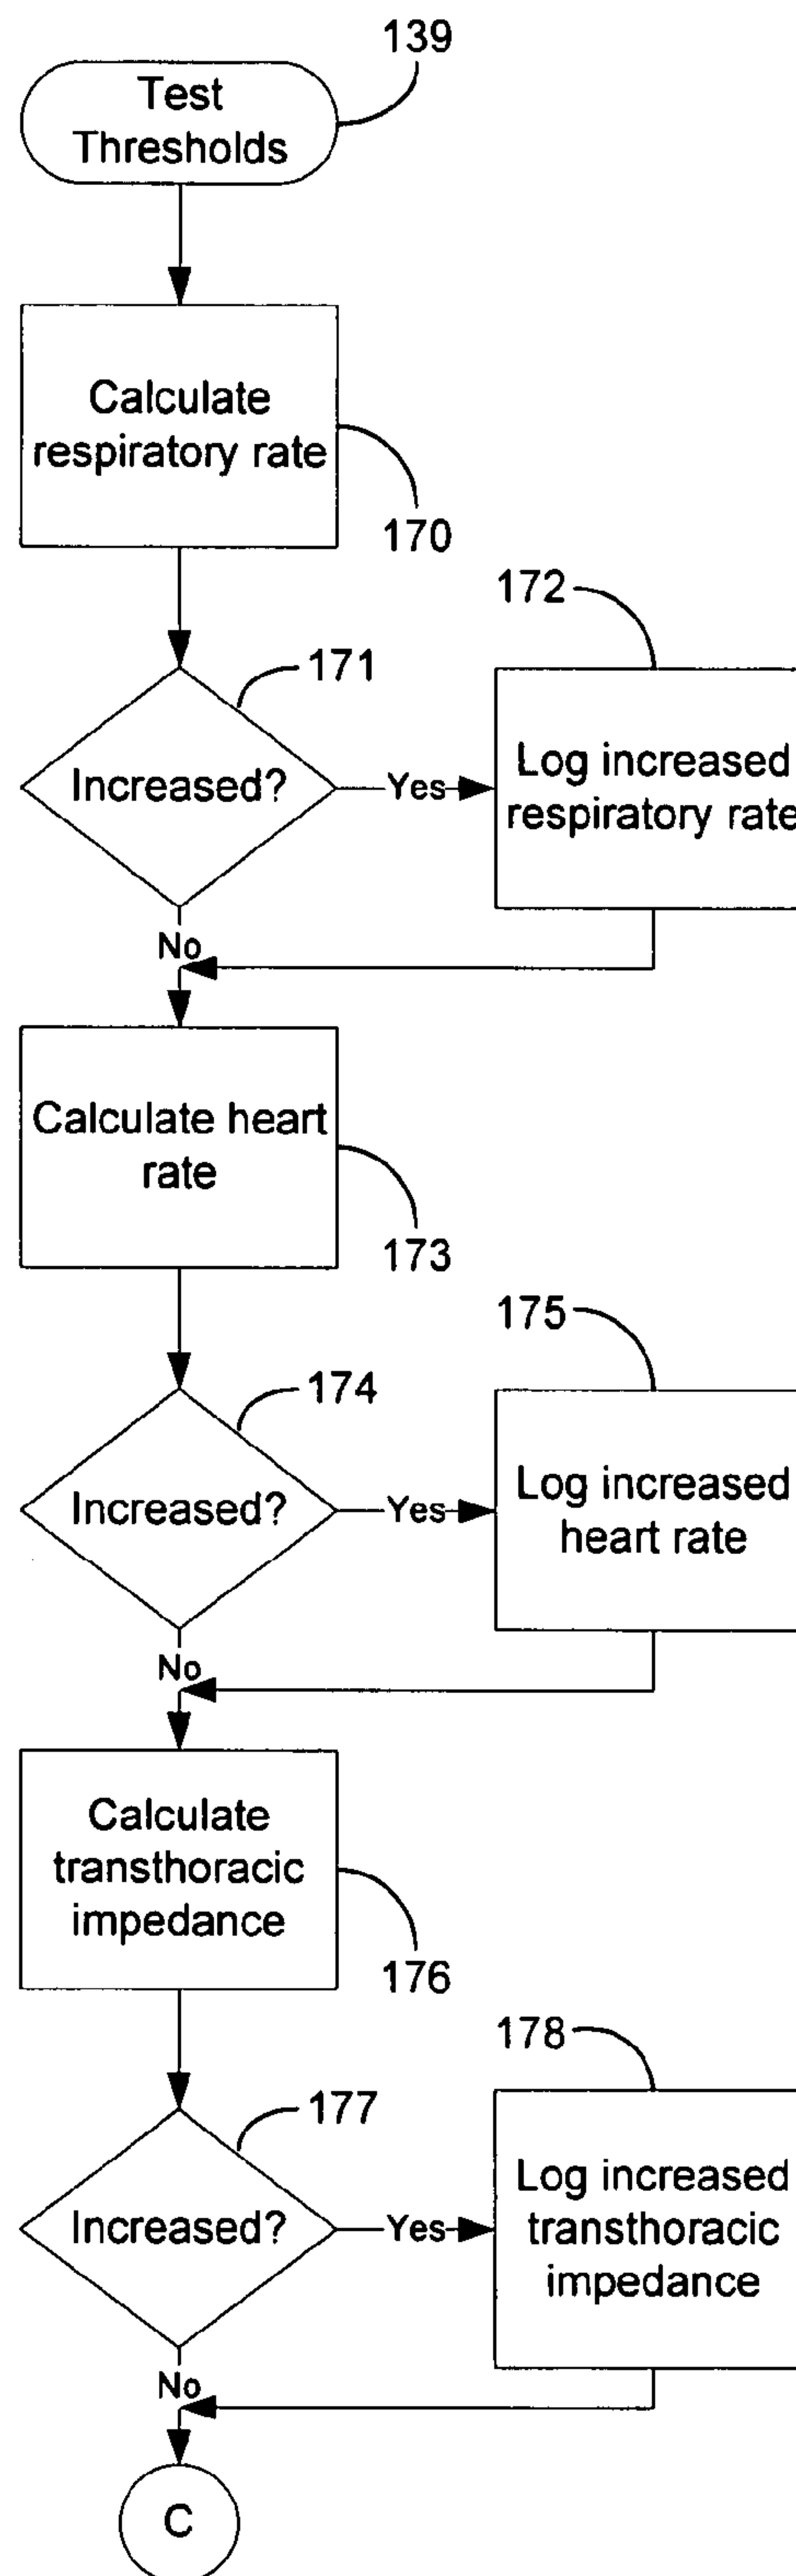 139
Test
Thresholds
Calculate
respiratory rate
170
172
171
Increased?
Yes
Log increased
respiratory rate
No
Calculate heart
rate
173
175
174
Increased?
Yes
Log increased
heart rate
No
Calculate
transthoracic
impedance
176
178
177
Increased?
Yes
Log increased
transthoracic
impedance
No
C